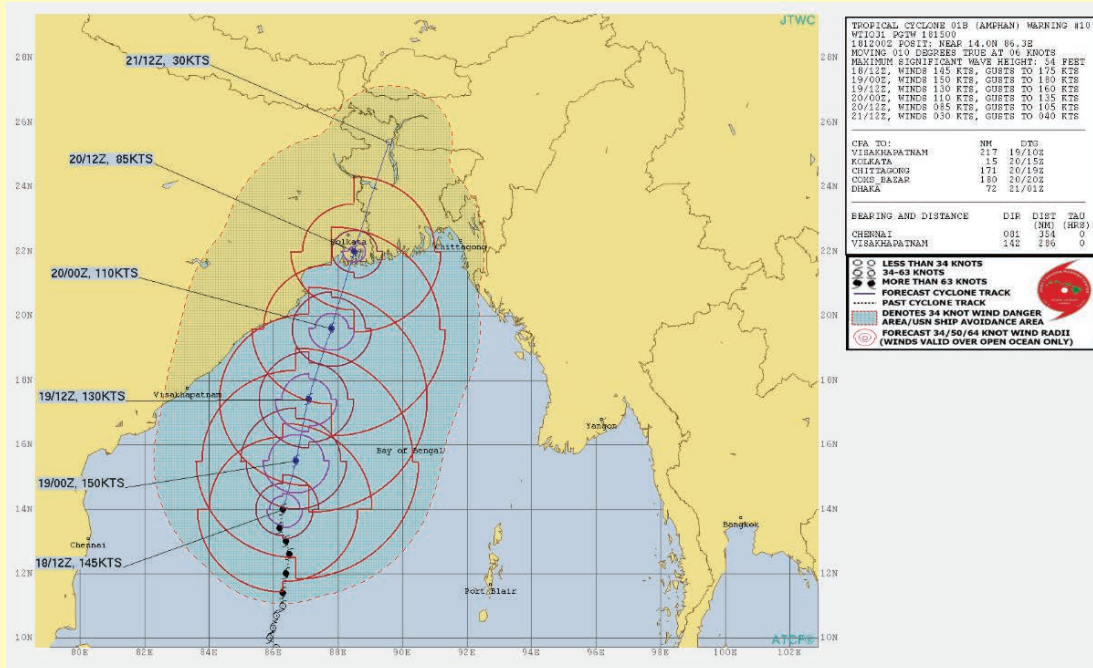 JTWC
28N
28N
21/12Z, 30KTS
26N
26N
20/12Z, 85KTS
24N
24N
Kolkata
Chittagong
22N
22N
20/00Z, 110KTS
20N
20N
18N
18N
Visakhapatnam
19/12Z, 130KTS
Yangon
16N
16N
Bay of Bengal
19/00Z, 150KTS
14N
14N
Bangkok
Chennai
18/12Z, 145KTS
12N
12N
Port Blair
10N
10N
ATCF®
80E 82E 84E 86E 88E 90E 92E 94E 96E 98E 100E 102E
TROPICAL CYCLONE 01B (AMPHAN) WARNING #10
WTIO31 PGTW 181500
181200Z POSIT: NEAR 14.0N 86.3E
MOVING 010 DEGREES TRUE AT 06 KNOTS
MAXIMUM SIGNIFICANT WAVE HEIGHT: 54 FEET
18/12Z, WINDS 145 KTS, GUSTS TO 175 KTS
19/00Z, WINDS 150 KTS, GUSTS TO 180 KTS
19/12Z, WINDS 130 KTS, GUSTS TO 160 KTS
20/00Z, WINDS 110 KTS, GUSTS TO 135 KTS
20/12Z, WINDS 085 KTS, GUSTS TO 105 KTS
21/12Z, WINDS 030 KTS, GUSTS TO 040 KTS
CPA TO: NM DTG
VISAKHAPATNAM 217 19/10Z
KOLKATA 15 20/15Z
CHITTAGONG 171 20/19Z
COXS_BAZAR 180 20/20Z
DHAKA 72 21/01Z
BEARING AND DISTANCE DIR DIST TAU
(NM) (HRS)
CHENNAI 081 354 0
VISAKHAPATNAM 142 286 0
LESS THAN 34 KNOTS
34-63 KNOTS
MORE THAN 63 KNOTS
FORECAST CYCLONE TRACK
PAST CYCLONE TRACK
DENOTES 34 KNOT WIND DANGER
AREA/USN SHIP AVOIDANCE AREA
FORECAST 34/50/64 KNOT WIND RADII
(WINDS VALID OVER OPEN OCEAN ONLY)